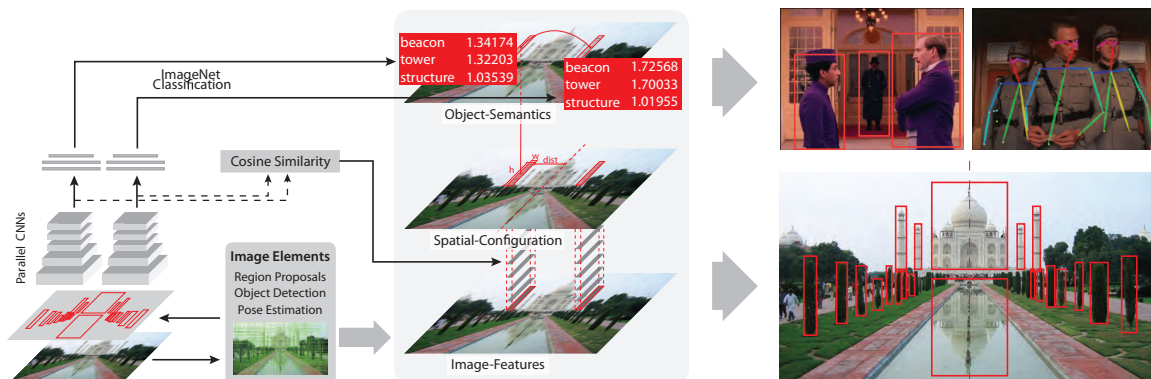 beacon 1.34174
tower 1.32203
structure 1.03539
beacon 1.72568
tower 1.70033
structure 1.01955
Object-Semantics
ImageNet
Classification
Cosine Similarity
w
dist
h
Spatial-Configuration
Parallel CNNs
Image Elements
Region Proposals
Object Detection
Pose Estimation
Image-Features